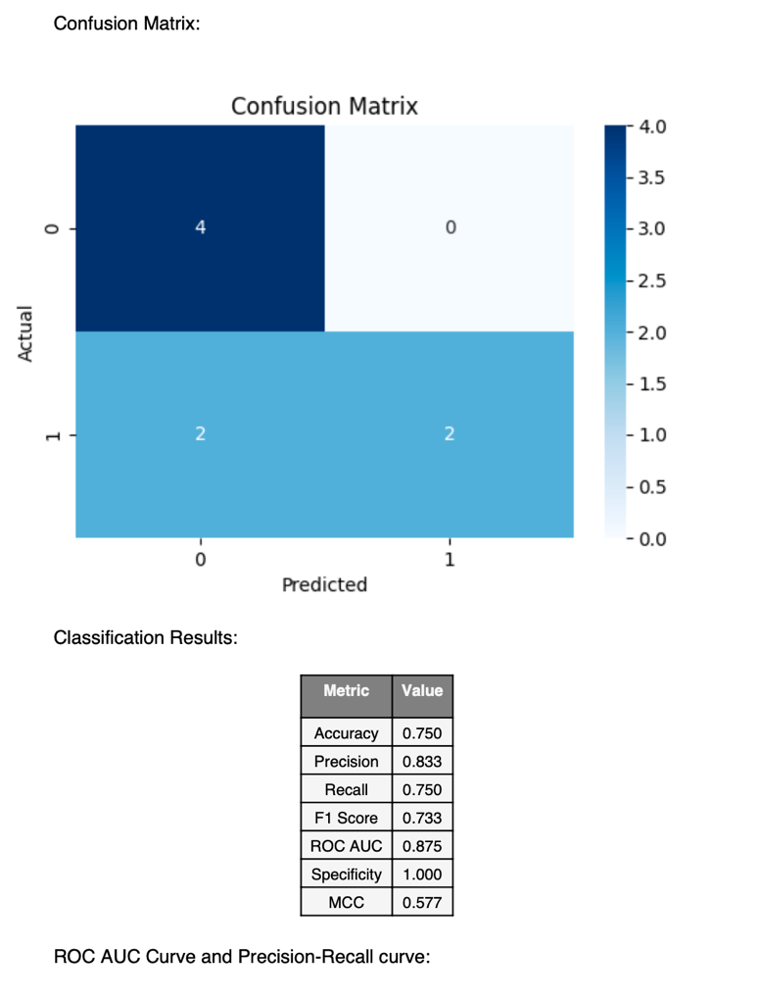 Confusion Matrix:
Confusion Matrix
4 0
2 2
0
1
Actual
0 1
Predicted
4.0
3.5
3.0
2.5
2.0
1.5
1.0
0.5
0.0
Classification Results:
Metric Value
Accuracy 0.750
Precision 0.833
Recall 0.750
F1 Score 0.733
ROC AUC 0.875
Specificity 1.000
MCC 0.577
ROC AUC Curve and Precision-Recall curve: